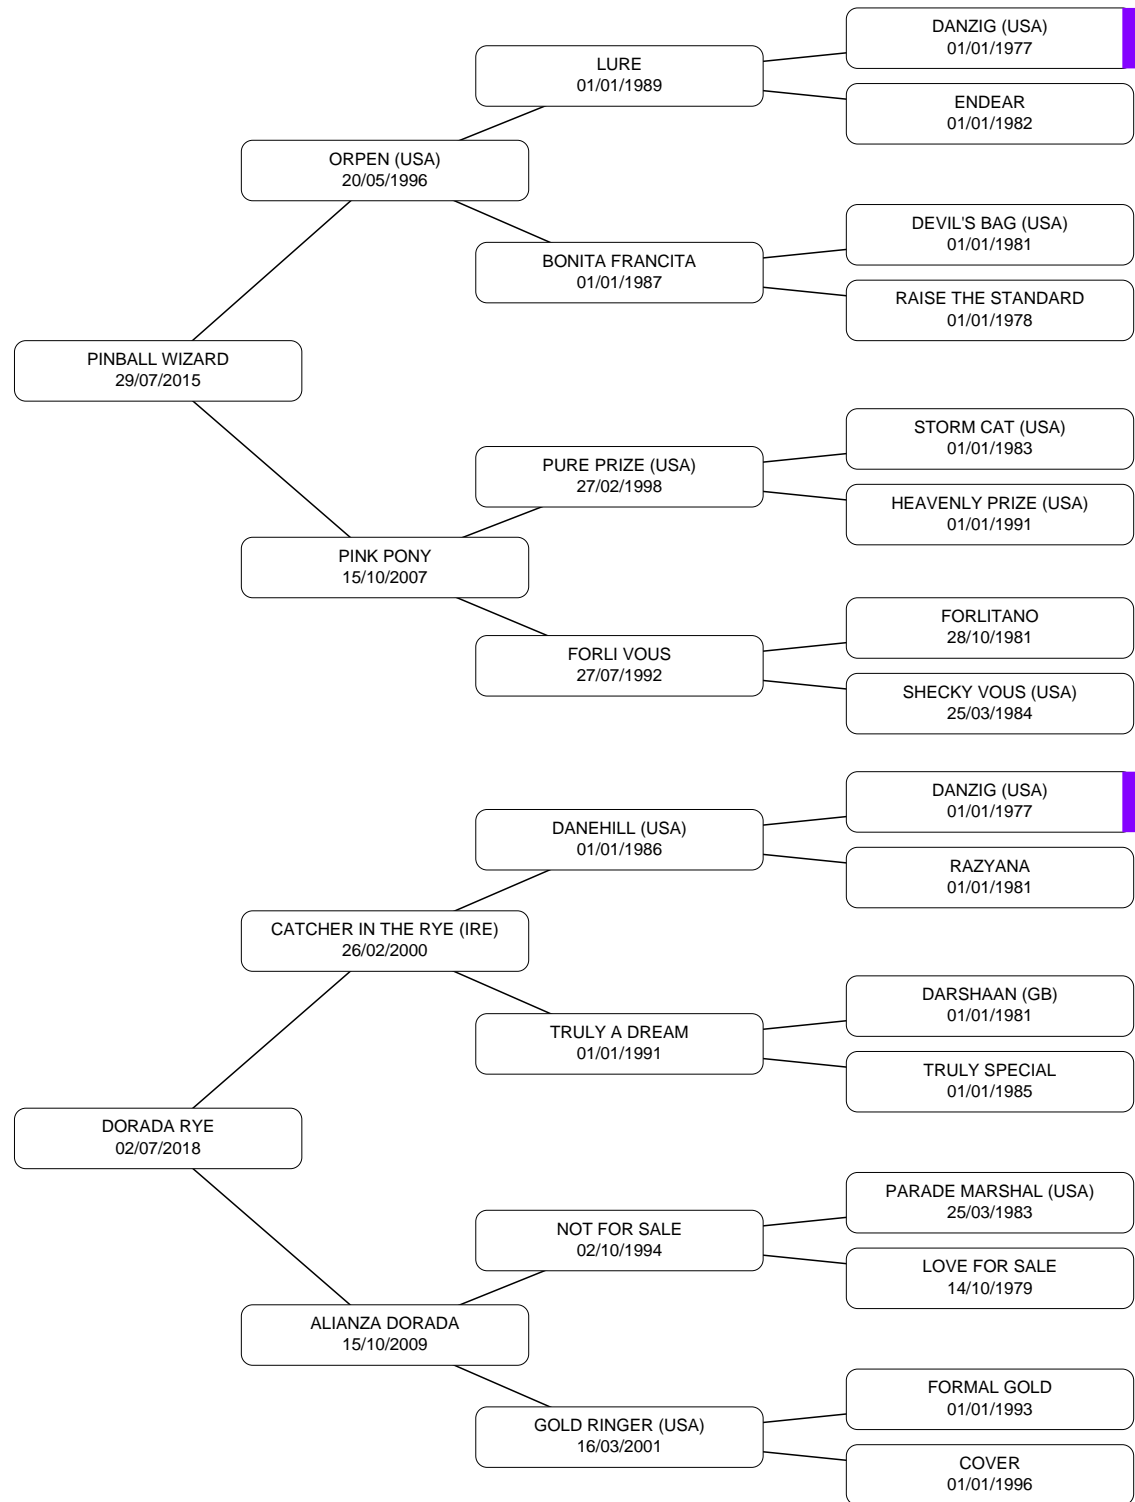 DANZIG (USA)
01/01/1977
LURE
01/01/1989
ENDEAR
01/01/1982
ORPEN (USA)
20/05/1996
DEVIL'S BAG (USA)
01/01/1981
BONITA FRANCITA
01/01/1987
RAISE THE STANDARD
01/01/1978
PINBALL WIZARD
29/07/2015
STORM CAT (USA)
01/01/1983
PURE PRIZE (USA)
27/02/1998
HEAVENLY PRIZE (USA)
01/01/1991
PINK PONY
15/10/2007
FORLITANO
28/10/1981
FORLI VOUS
27/07/1992
SHECKY VOUS (USA)
25/03/1984
DANZIG (USA)
01/01/1977
DANEHILL (USA)
01/01/1986
RAZYANA
01/01/1981
CATCHER IN THE RYE (IRE)
26/02/2000
DARSHAAN (GB)
01/01/1981
TRULY A DREAM
01/01/1991
TRULY SPECIAL
01/01/1985
DORADA RYE
02/07/2018
PARADE MARSHAL (USA)
25/03/1983
NOT FOR SALE
02/10/1994
LOVE FOR SALE
14/10/1979
ALIANZA DORADA
15/10/2009
FORMAL GOLD
01/01/1993
GOLD RINGER (USA)
16/03/2001
COVER
01/01/1996